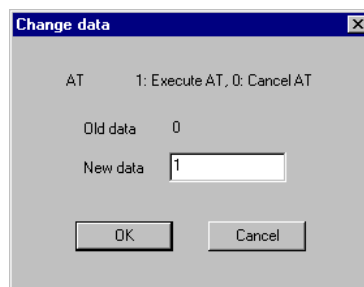 Change data
AT 1: Execute AT, 0: Cancel AT
Old data 0
New data 1
OK Cancel